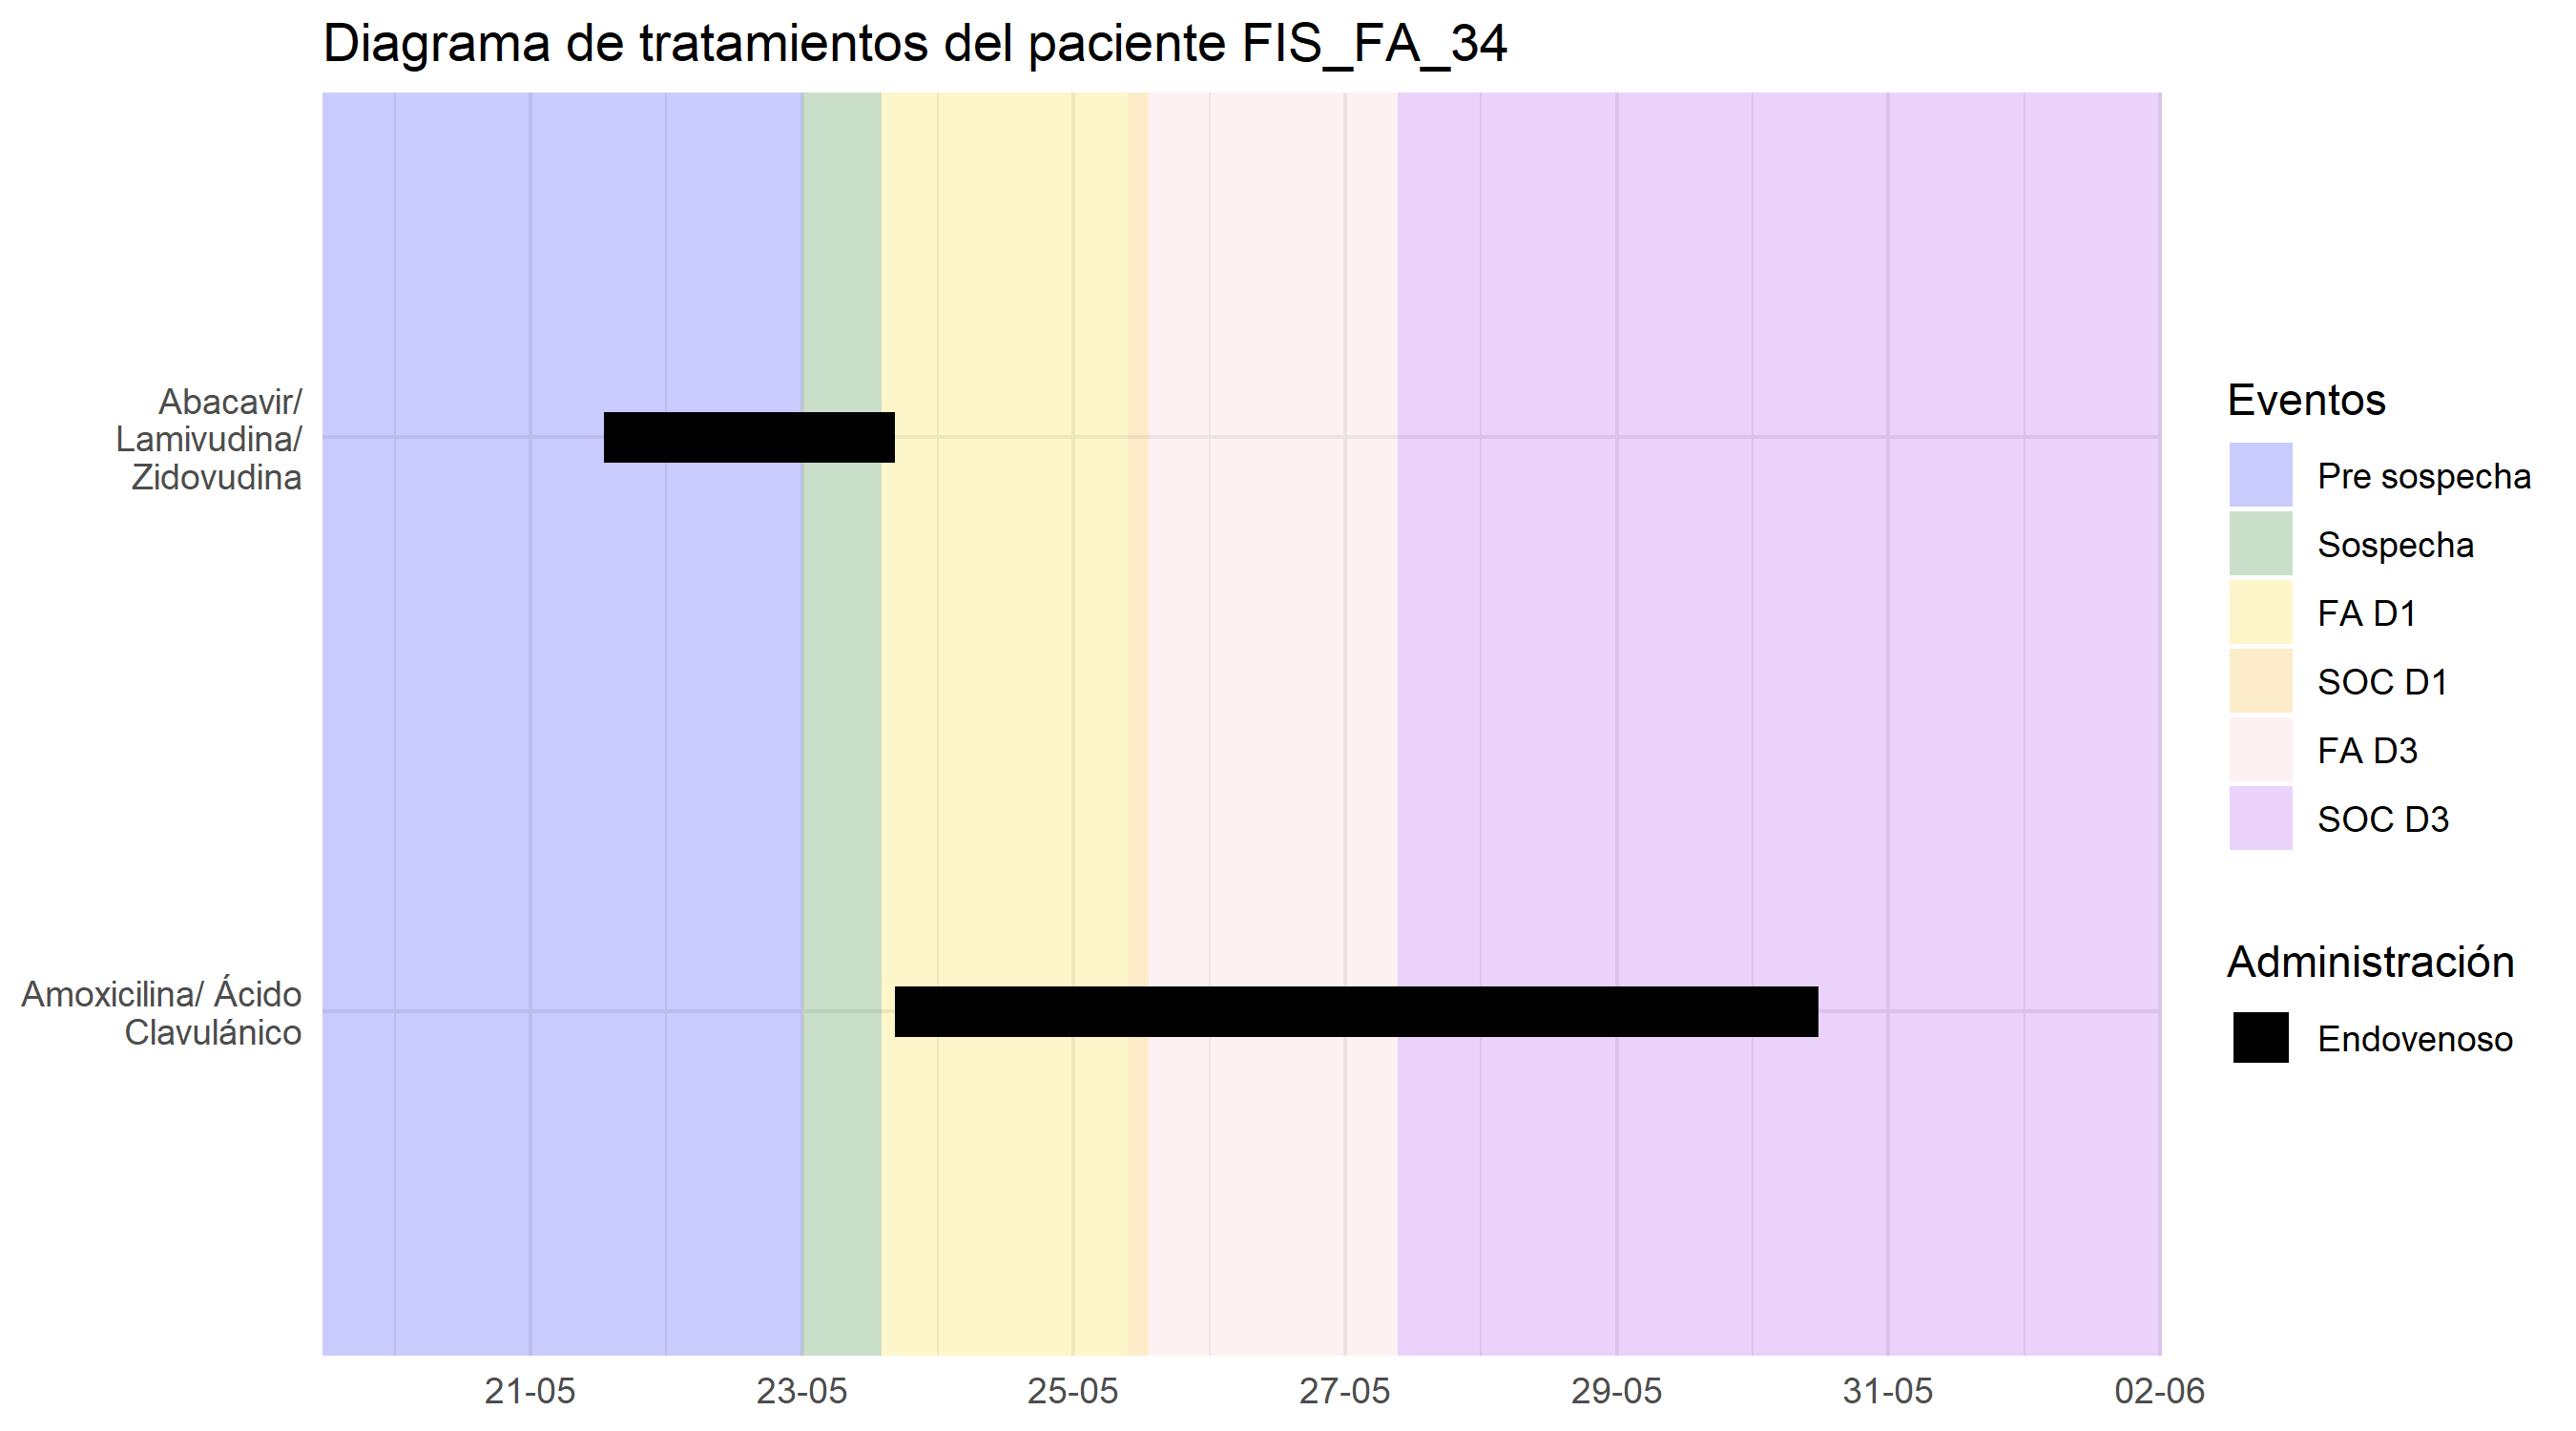 Diagrama de tratamientos del paciente FIS_FA_34
Abacavir/
Lamivudina/
Zidovudina
Amoxicilina/ Ácido
Clavulánico
21-05
23-05
25-05
27-05
29-05
31-05
02-06
Eventos
Pre sospecha
Sospecha
FA D1
SOC D1
FA D3
SOC D3
Administración
Endovenoso